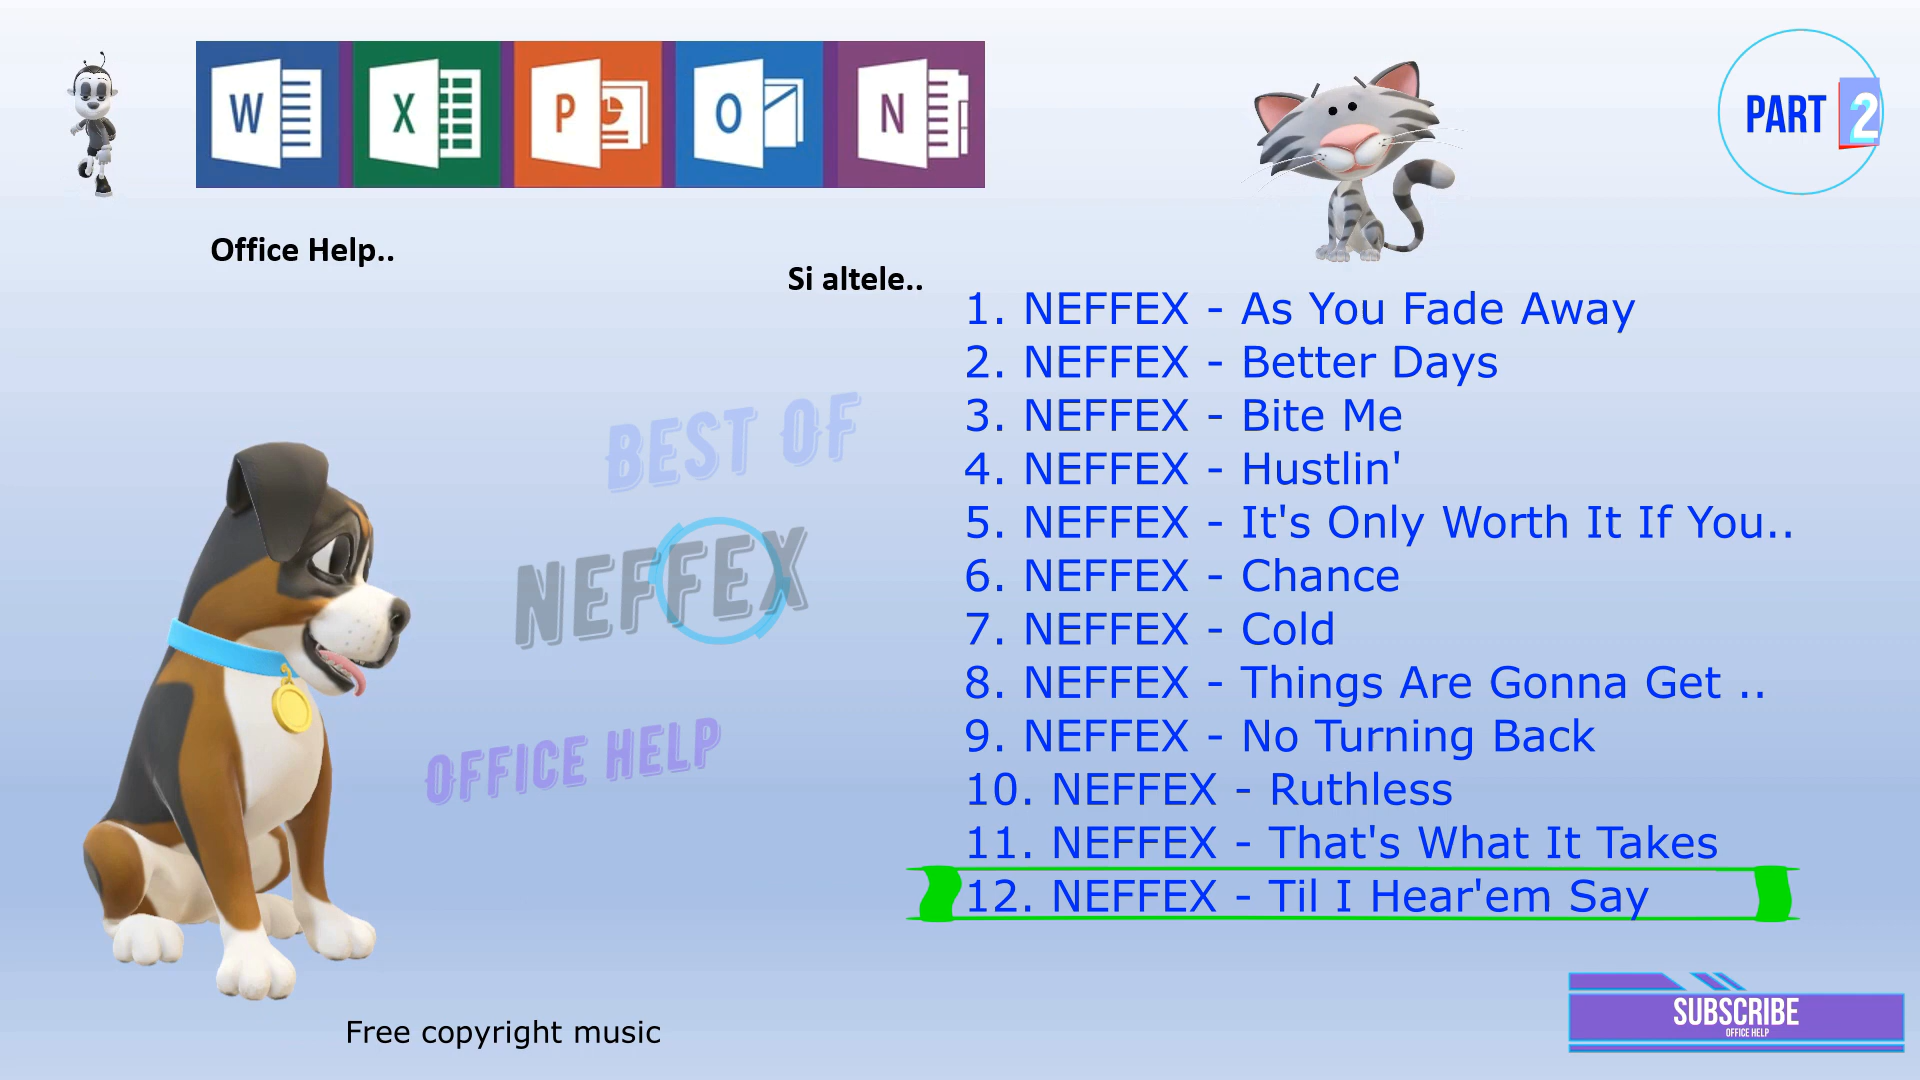 W X P O N
PART 2
Office Help..
Si altele..
1. NEFFEX - As You Fade Away
2. NEFFEX - Better Days
3. NEFFEX - Bite Me
4. NEFFEX - Hustlin'
5. NEFFEX - It's Only Worth It If You..
6. NEFFEX - Chance
7. NEFFEX - Cold
8. NEFFEX - Things Are Gonna Get ..
9. NEFFEX - No Turning Back
10. NEFFEX - Ruthless
11. NEFFEX - That's What It Takes
12. NEFFEX - Til I Hear'em Say
BEST OF
NEFFEX
OFFICE HELP
Free copyright music
SUBSCRIBE
OFFICE HELP